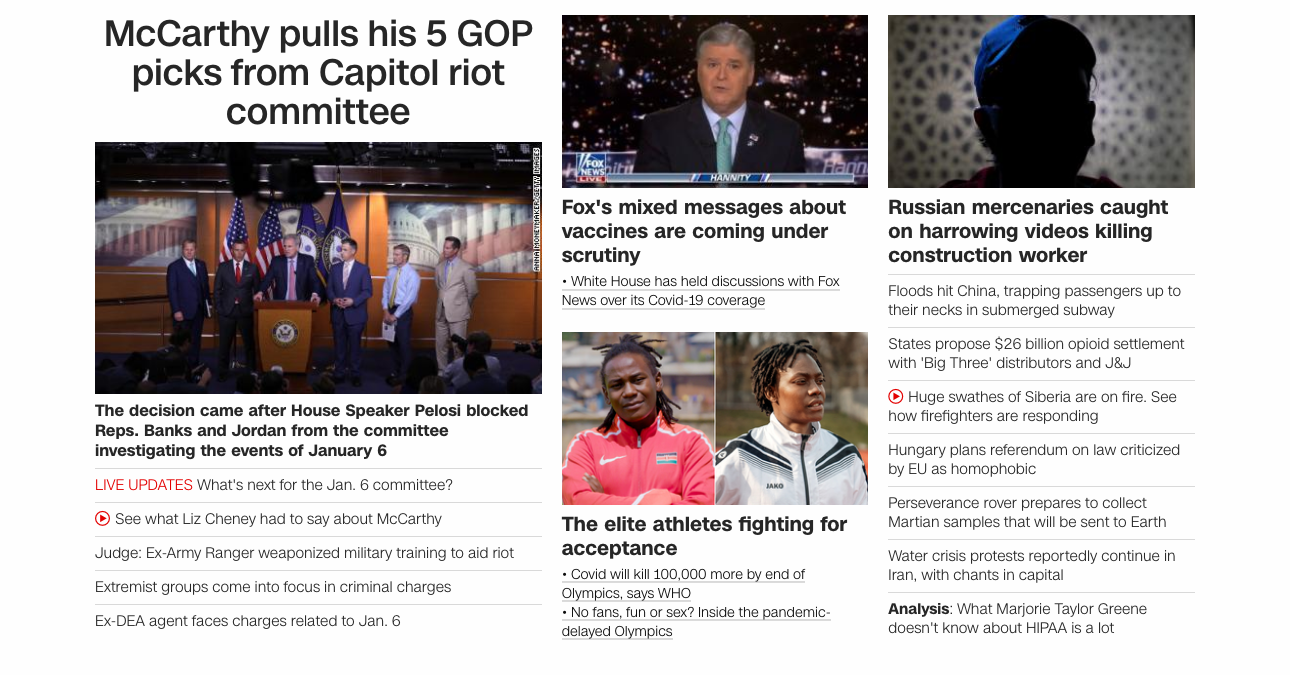 McCarthy pulls his 5 GOP
picks from Capitol riot
committee
ANNA MONEYMAKER/GETTY IMAGES
The decision came after House Speaker Pelosi blocked
Reps. Banks and Jordan from the committee
investigating the events of January 6
LIVE UPDATES What's next for the Jan. 6 committee?
See what Liz Cheney had to say about McCarthy
Judge: Ex-Army Ranger weaponized military training to aid riot
Extremist groups come into focus in criminal charges
Ex-DEA agent faces charges related to Jan. 6
FOX
NEWS
LIVE
HANNITY
Fox's mixed messages about
vaccines are coming under
scrutiny
• White House has held discussions with Fox
News over its Covid-19 coverage
JAKO
The elite athletes fighting for
acceptance
• Covid will kill 100,000 more by end of
Olympics, says WHO
• No fans, fun or sex? Inside the pandemic-
delayed Olympics
Russian mercenaries caught
on harrowing videos killing
construction worker
Floods hit China, trapping passengers up to
their necks in submerged subway
States propose $26 billion opioid settlement
with 'Big Three' distributors and J&J
Huge swathes of Siberia are on fire. See
how firefighters are responding
Hungary plans referendum on law criticized
by EU as homophobic
Perseverance rover prepares to collect
Martian samples that will be sent to Earth
Water crisis protests reportedly continue in
Iran, with chants in capital
Analysis: What Marjorie Taylor Greene
doesn't know about HIPAA is a lot